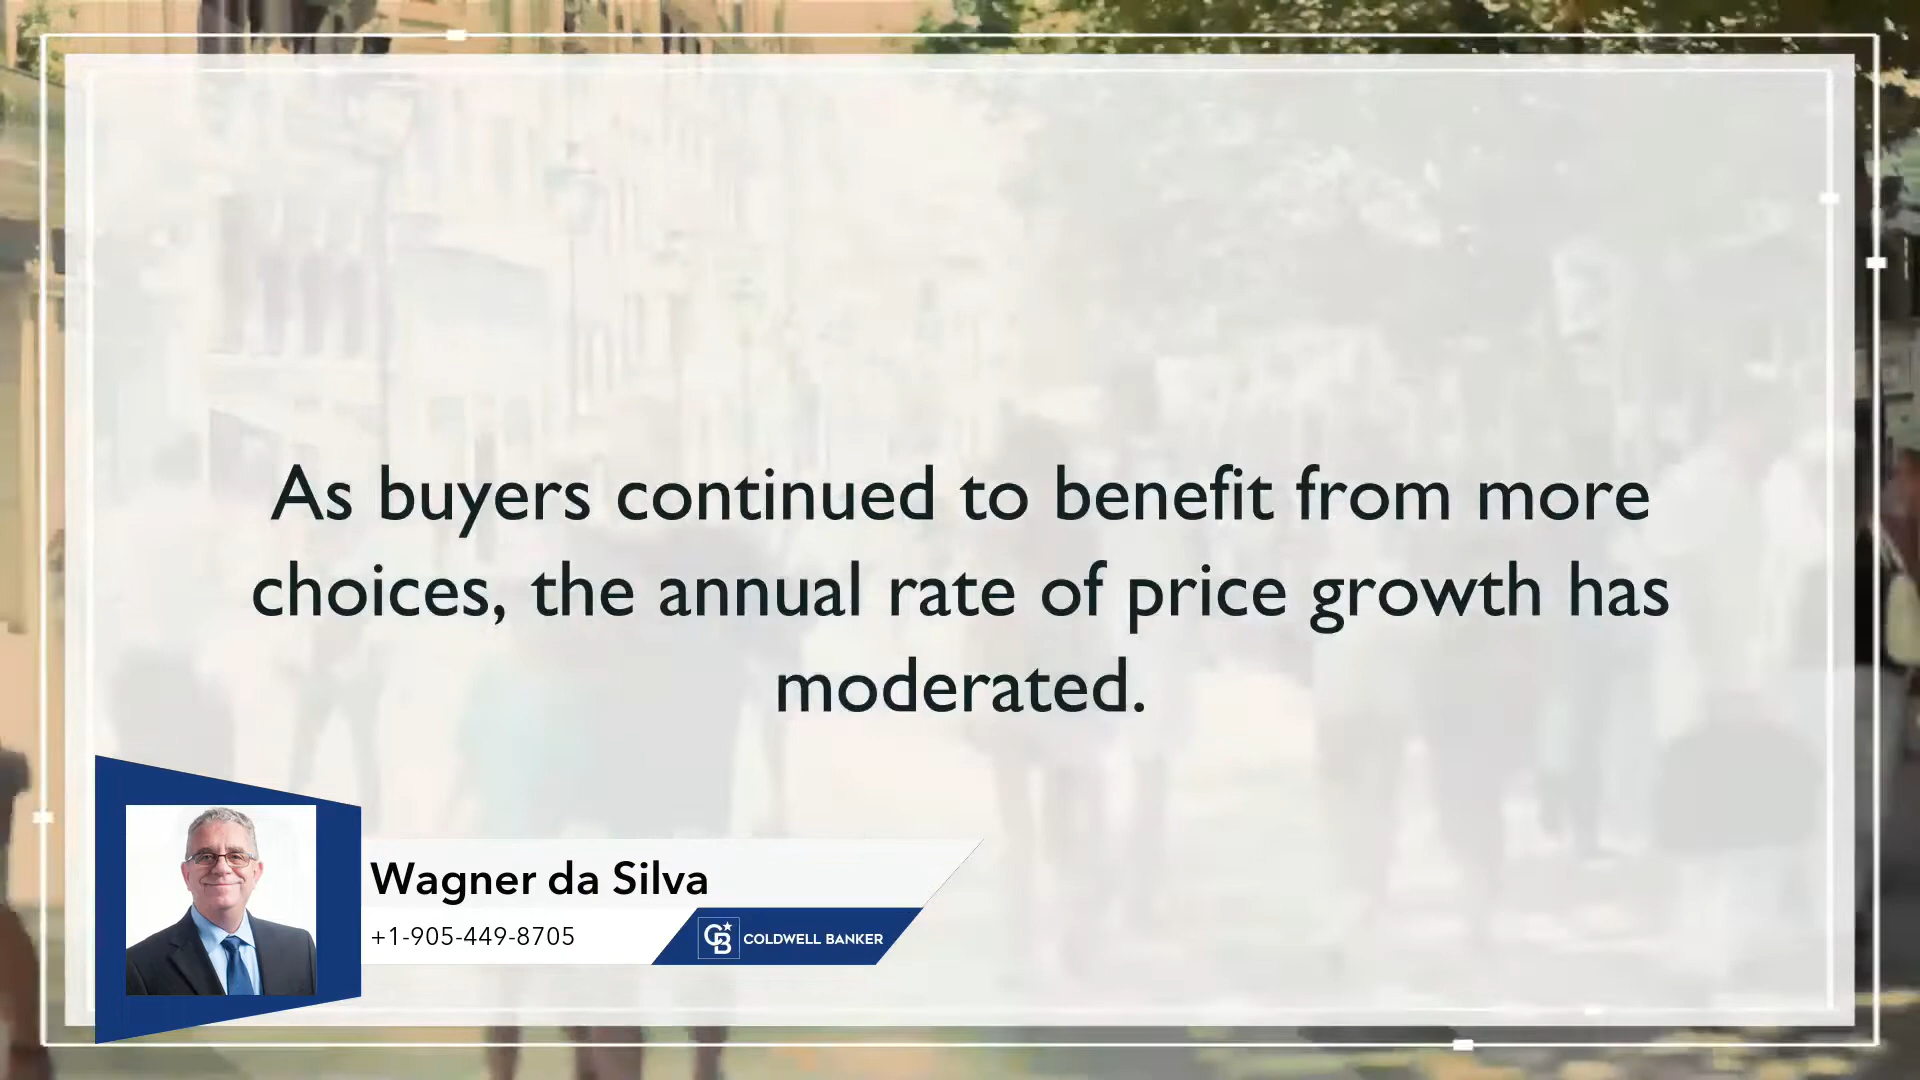 As buyers continued to benefit from more
choices, the annual rate of price growth has
moderated.
Wagner da Silva
+1-905-449-8705
CB COLDWELL BANKER